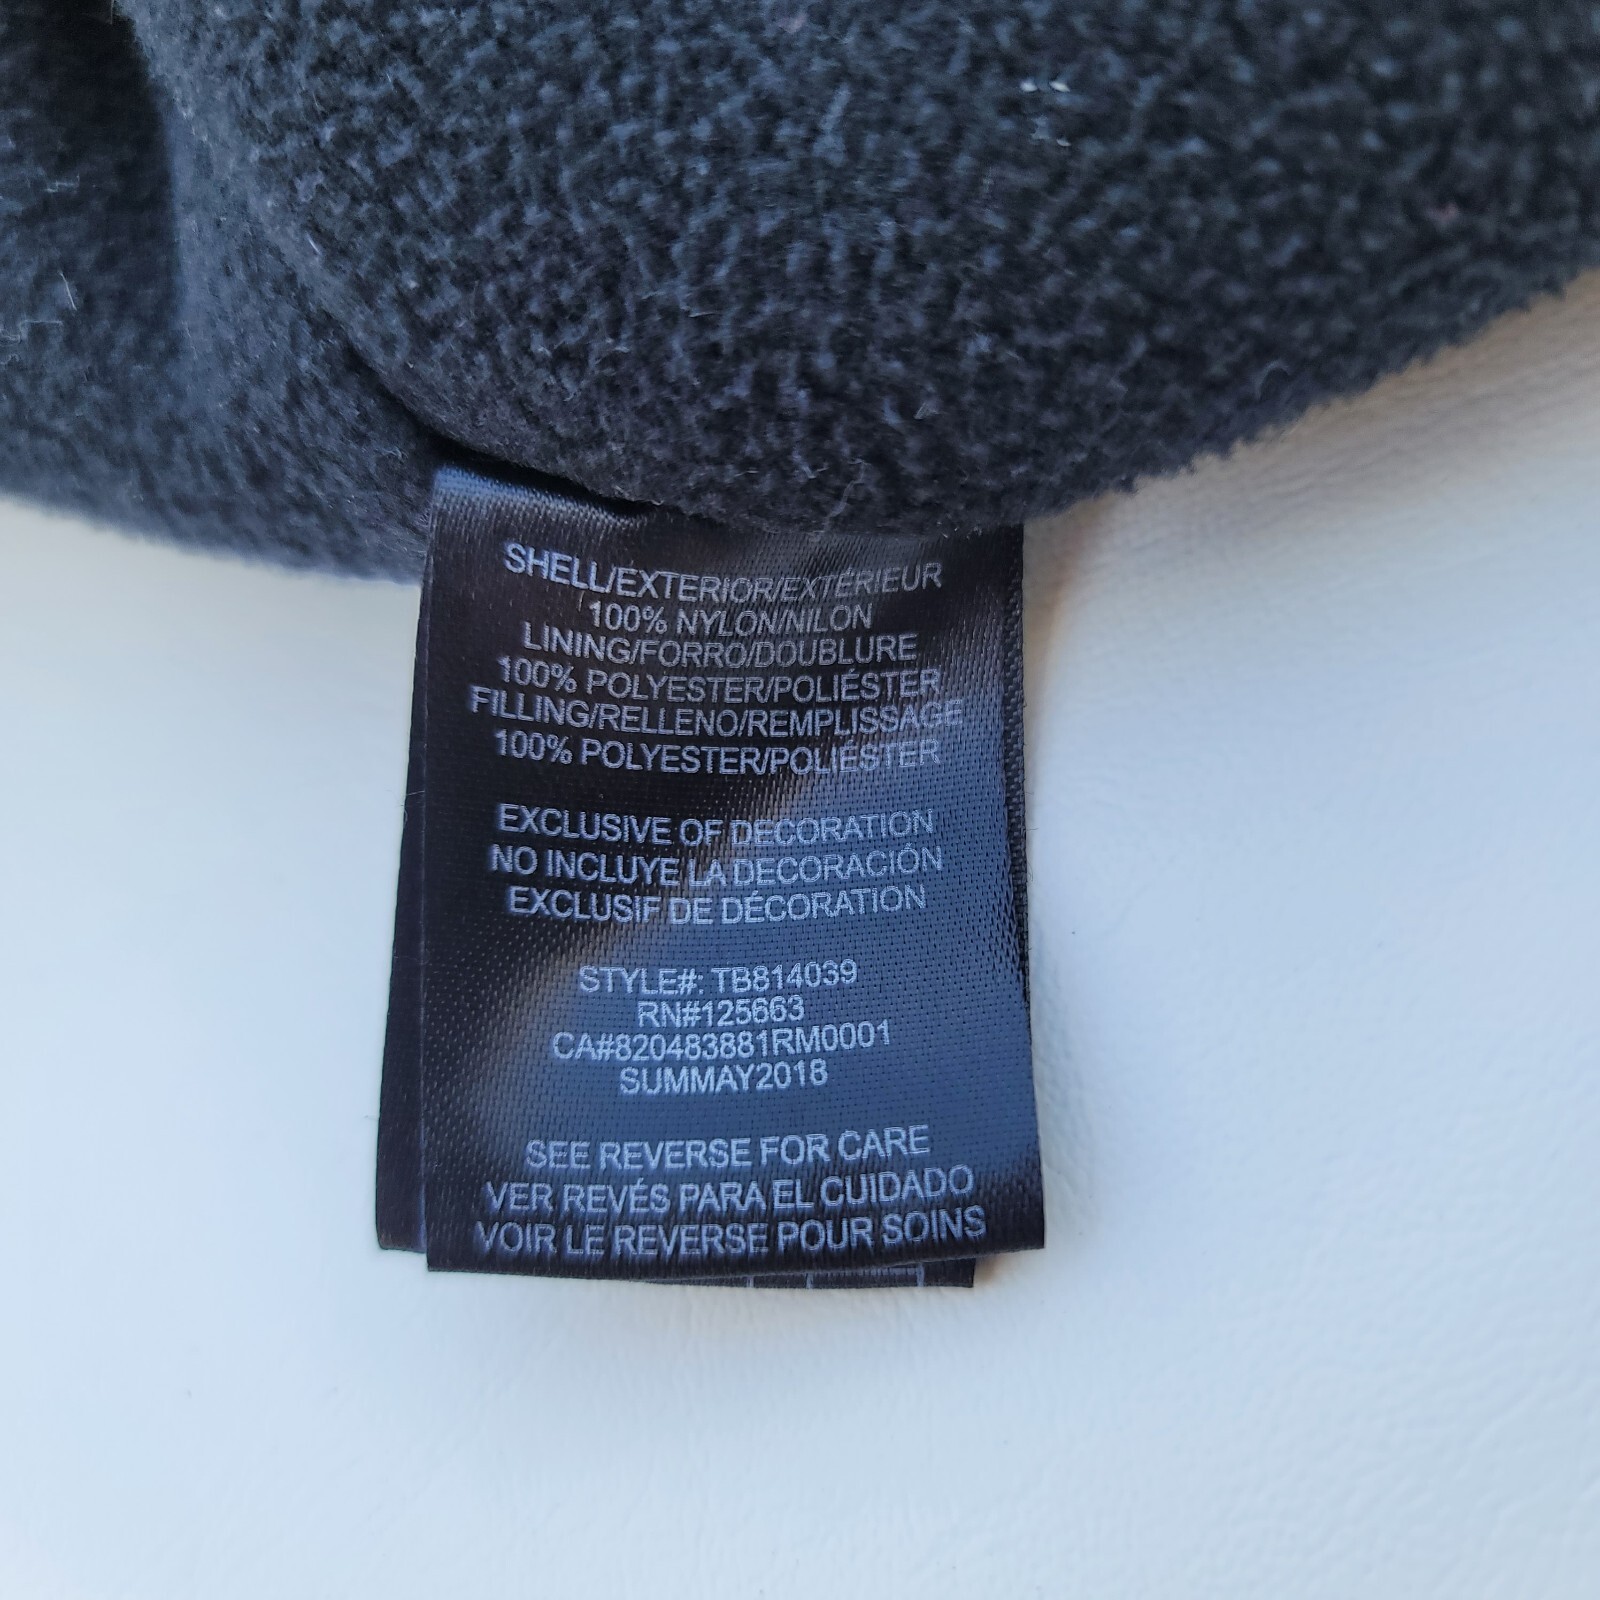 SHELL/EXTERIOR/EXTÉRIEUR
100% NYLON/NILON
LINING/FORRO/DOUBLURE
100% POLYESTER/POLIÉSTER
FILLING/RELLENO/REMPLISSAGE
100% POLYESTER/POLIÉSTER
EXCLUSIVE OF DECORATION
NO INCLUYE LA DECORACIÓN
EXCLUSIF DE DÉCORATION
STYLE#: TB814039
RN#125663
CA#820483881RM0001
SUMMAY2018
SEE REVERSE FOR CARE
VER REVÉS PARA EL CUIDADO
VOIR LE REVERSE POUR SOINS